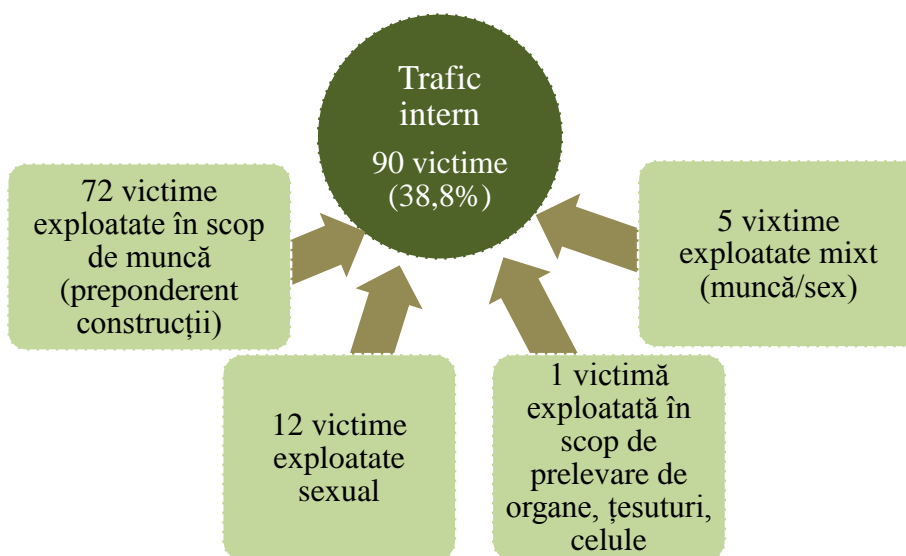 Trafic
intern
90 victime
(38,8%)
72 victime
exploatate în scop
de muncă
(preponderent
construcții)
5 vixtime
exploatate mixt
(muncă/sex)
12 victime
exploatate
sexual
1 victimă
exploatată în
scop de
prelevare de
organe, țesuturi,
celule